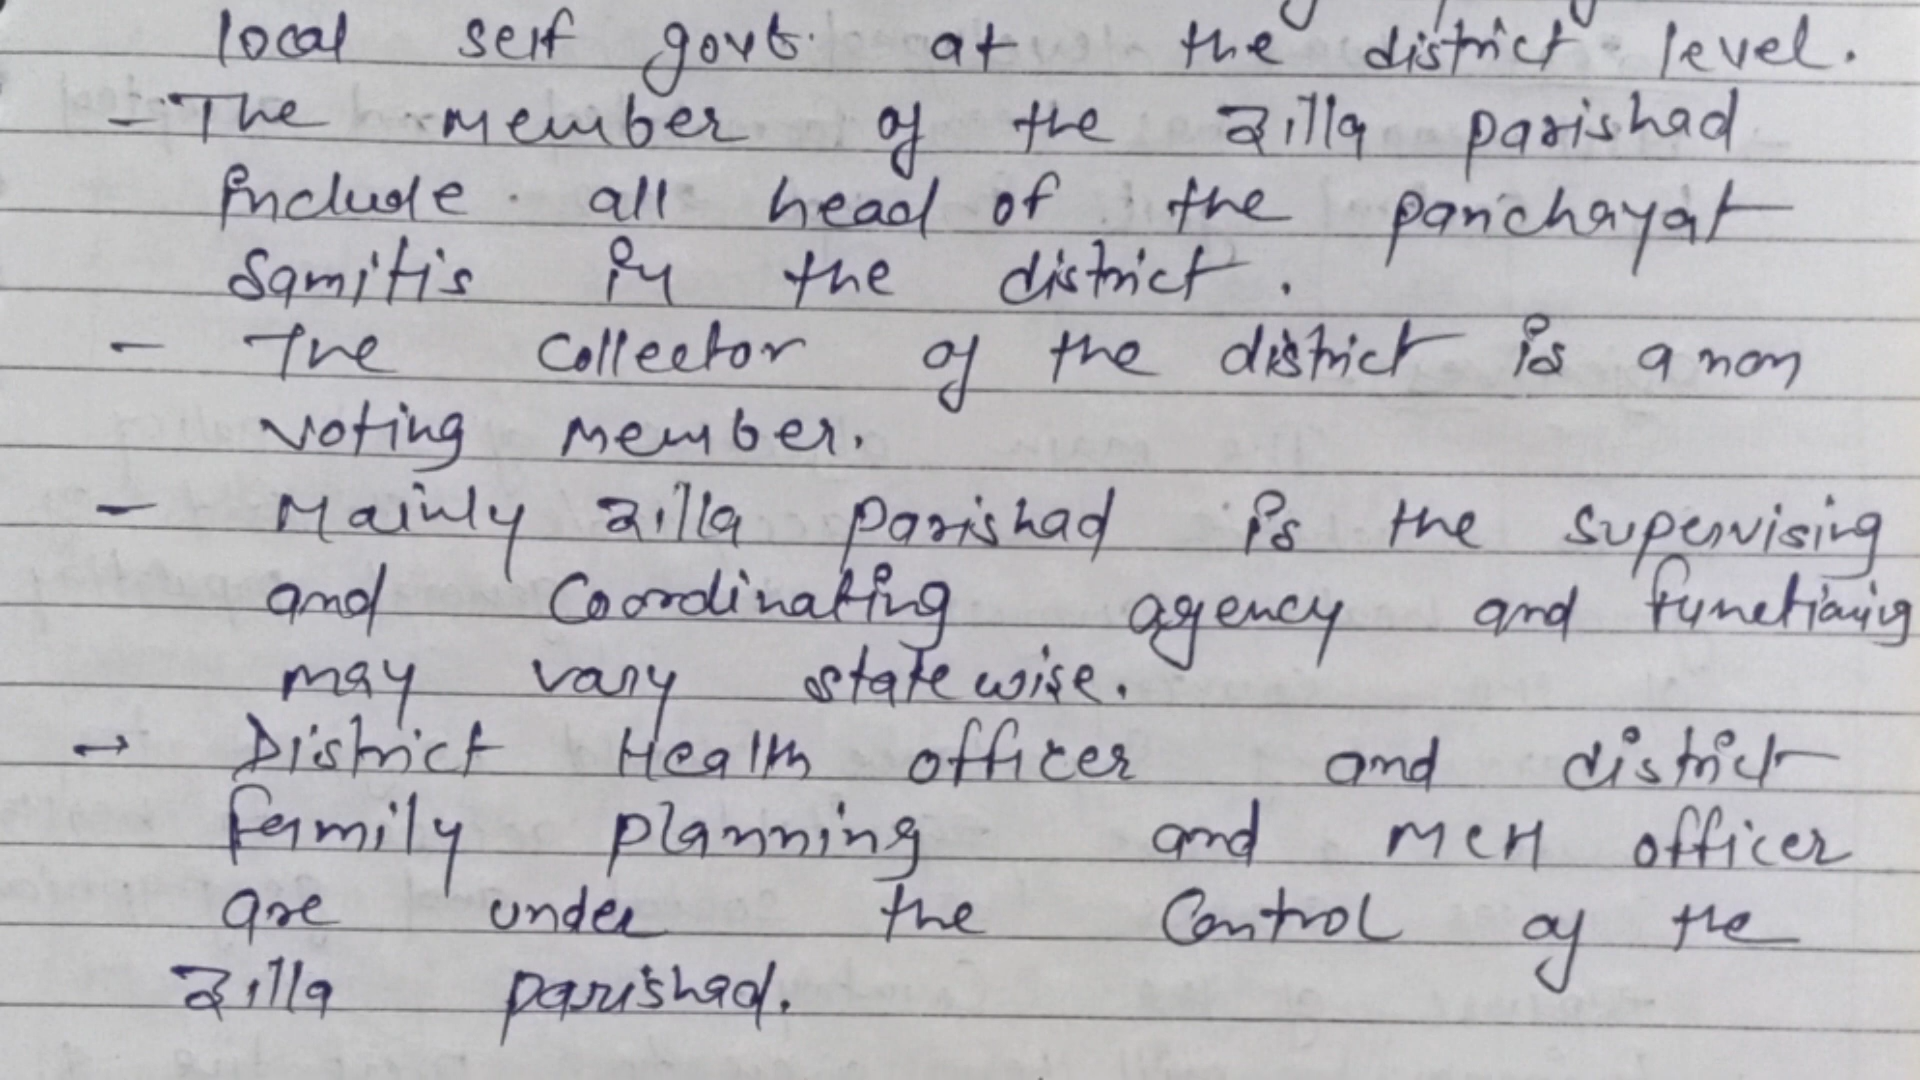 local self govt. at the district level.
- The member of the zilla parishad
include all head of the panchayat
samitis in the district.
- The collector of the district is a non
voting member.
- Mainly zilla parishad is the supervising
and coordinating agency and functioning
may vary statewise.
→ District Health officer and district
family planning and MCH officer
are under the control of the
zilla parishad.